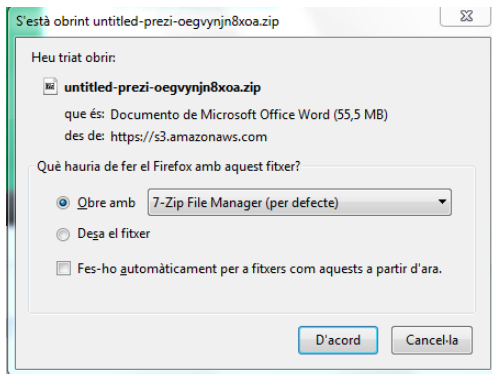 S'està obrint untitled-prezi-oegvynjn8xoa.zip
Heu triat obrir:
untitled-prezi-oegvynjn8xoa.zip
que és: Documento de Microsoft Office Word (55,5 MB)
des de: https://s3.amazonaws.com
Què hauria de fer el Firefox amb aquest fitxer?
Obre amb 7-Zip File Manager (per defecte)
Desa el fitxer
Fes-ho automàticament per a fitxers com aquests a partir d'ara.
D'acord Cancel·la